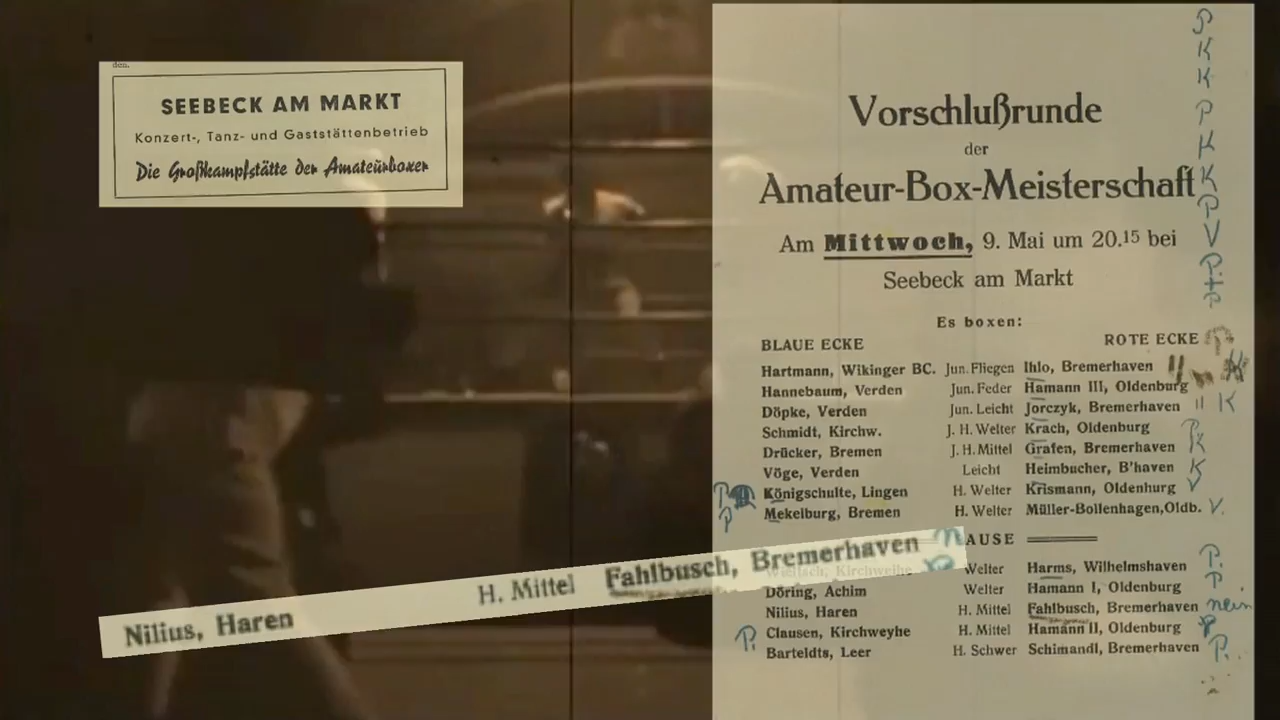 den.
SEEBECK AM MARKT
Konzert-, Tanz- und Gaststättenbetrieb
Die Großkampfstätte der Amateurboxer
Vorschlußrunde
der
Amateur-Box-Meisterschaft
Am Mittwoch, 9. Mai um 20.15 bei
Seebeck am Markt
Es boxen:
BLAUE ECKE ROTE ECKE
Hartmann, Wikinger BC. Jun. Fliegen Ihlo, Bremerhaven
Hannebaum, Verden Jun. Feder Hamann III, Oldenburg
Döpke, Verden Jun. Leicht Jorczyk, Bremerhaven
Schmidt, Kirchw. J. H. Welter Krach, Oldenburg
Drücker, Bremen J. H. Mittel Grafen, Bremerhaven
Vöge, Verden Leicht Heimbucher, B'haven
Königschulte, Lingen H. Welter Krismann, Oldenhurg
Mekelburg, Bremen H. Welter Müller-Bollenhagen, Oldb.
AUSE
Welter Harms, Wilhelmshaven
Döring, Achim Welter Hamann I, Oldenburg
Nilius, Haren H. Mittel Fahlbusch, Bremerhaven nein
Clausen, Kirchweyhe H. Mittel Hamann II, Oldenburg
Barteldts, Leer H. Schwer Schimandl, Bremerhaven
Nilius, Haren H. Mittel Fahlbusch, Bremerhaven